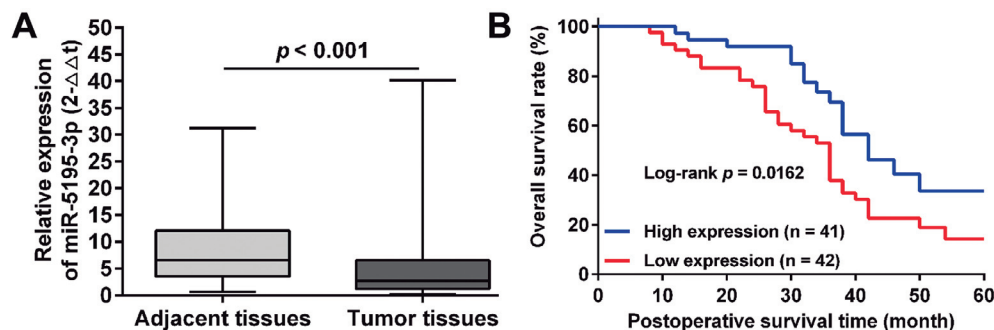 A
Relative expression
of miR-5195-3p (2-△△t)
50
45
40
35
30
25
20
15
10
5
0
p < 0.001
Adjacent tissues
Tumor tissues
B
Overall survival rate (%)
100
80
60
40
20
0
Log-rank p = 0.0162
High expression (n = 41)
Low expression (n = 42)
0 10 20 30 40 50 60
Postoperative survival time (month)